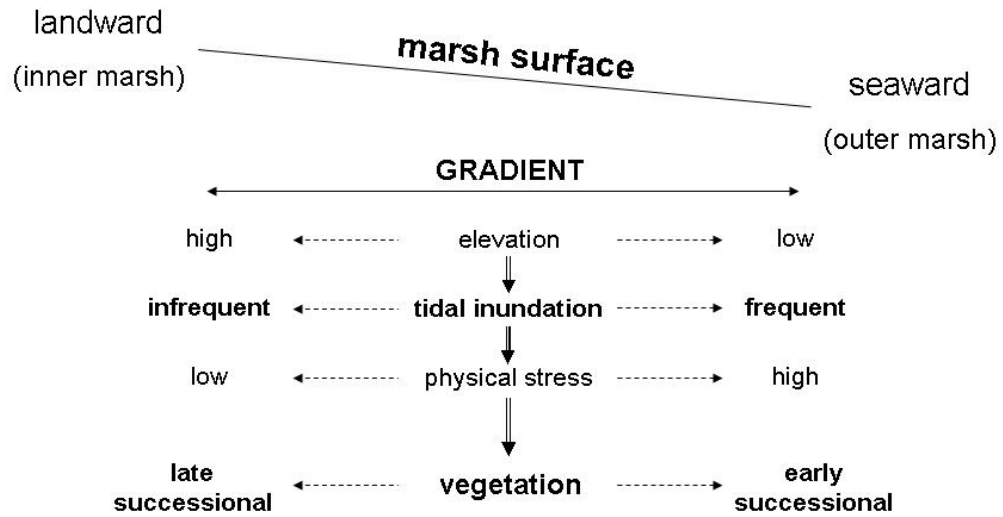 landward
(inner marsh)
marsh surface
seaward
(outer marsh)
GRADIENT
high elevation low
infrequent tidal inundation frequent
low physical stress high
late successional vegetation early successional